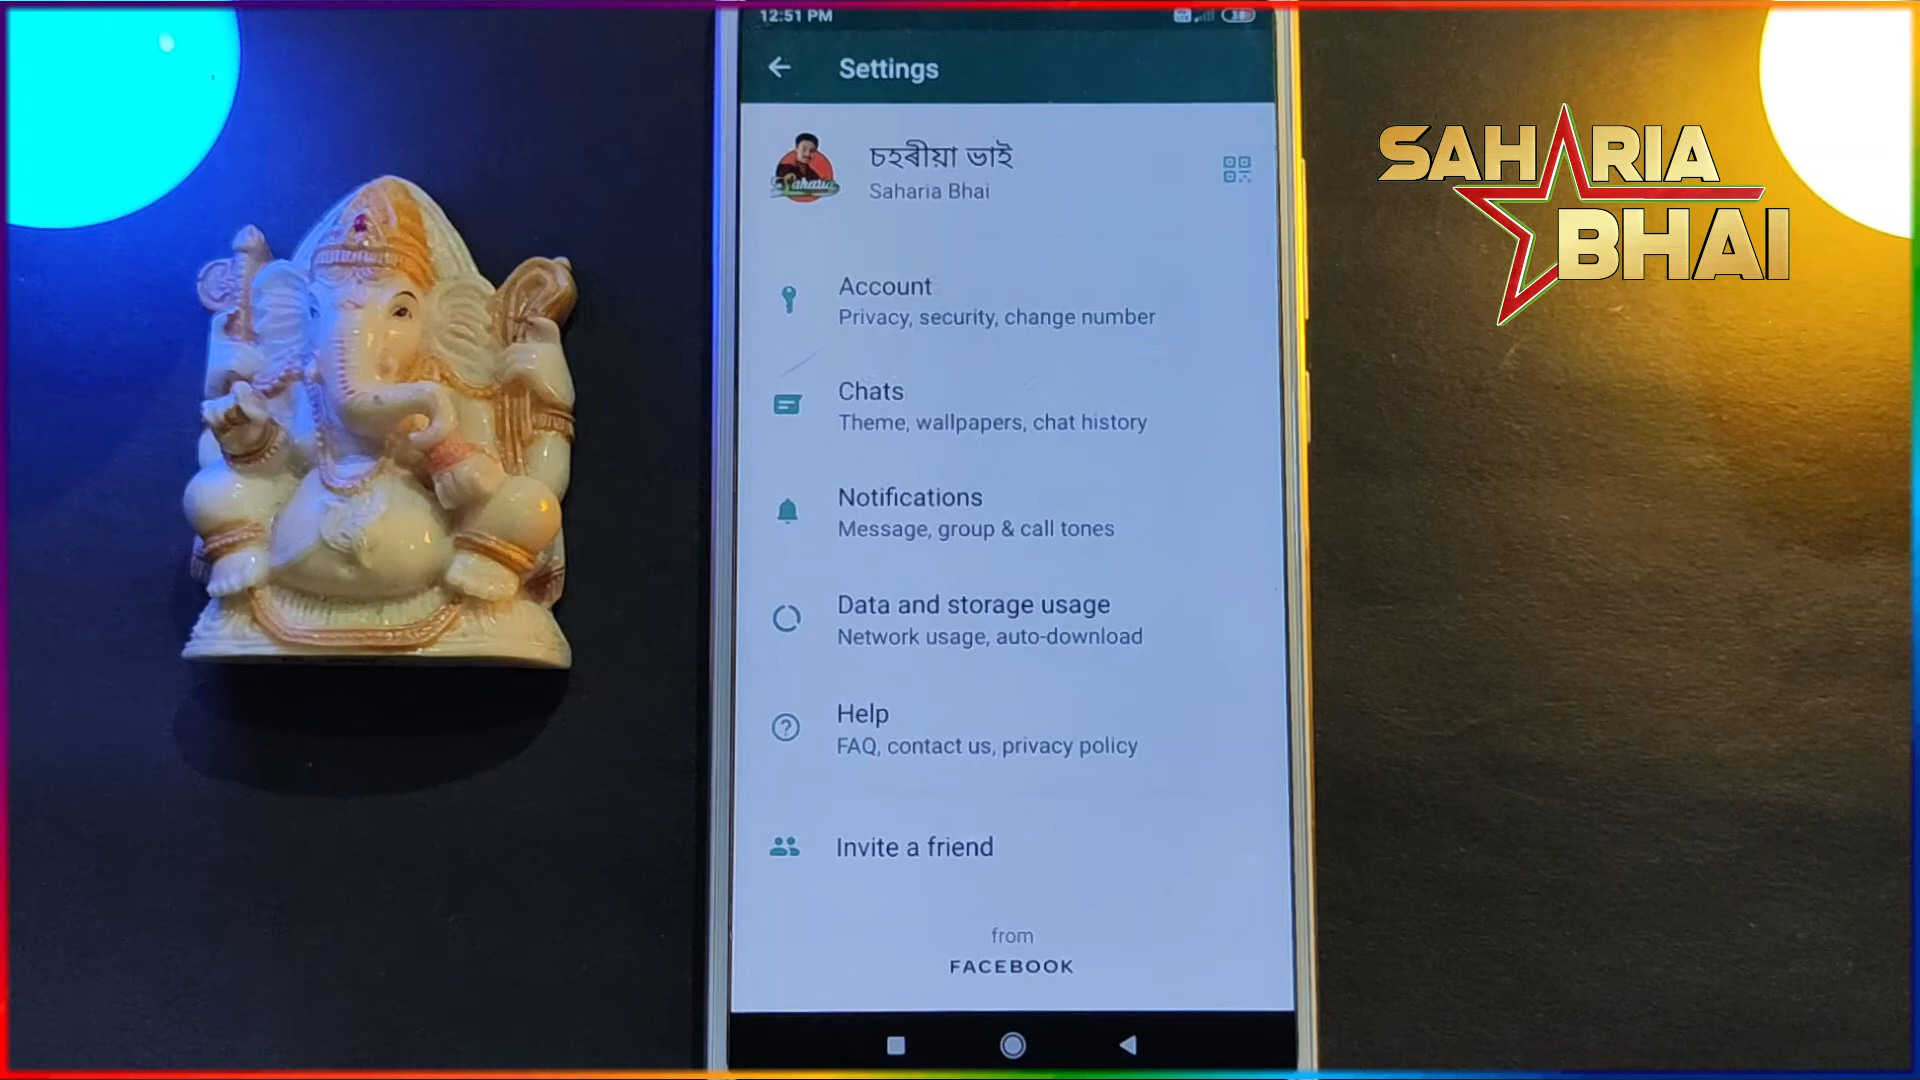 12:51 PM
Settings
চহৰীয়া ভাই
Saharia Bhai
Saharia
Account
Privacy, security, change number
Chats
Theme, wallpapers, chat history
Notifications
Message, group & call tones
Data and storage usage
Network usage, auto-download
Help
FAQ, contact us, privacy policy
Invite a friend
from
FACEBOOK
SAHARIA
BHAI